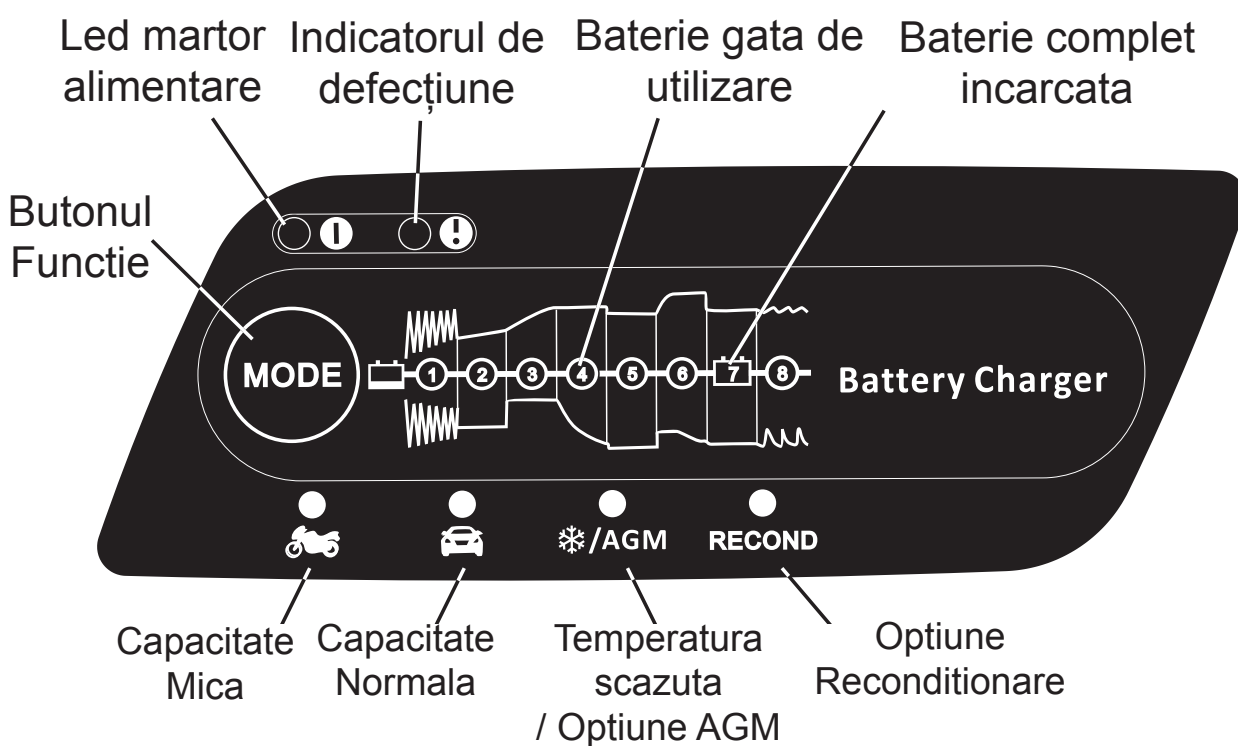 Led martor
alimentare
Indicatorul de
defecțiune
Baterie gata de
utilizare
Baterie complet
incarcata
Butonul
Functie
MODE
1 2 3 4 5 6 7 8
Battery Charger
/AGM
RECOND
Capacitate
Mica
Capacitate
Normala
Temperatura
scazuta
/ Optiune AGM
Optiune
Reconditionare